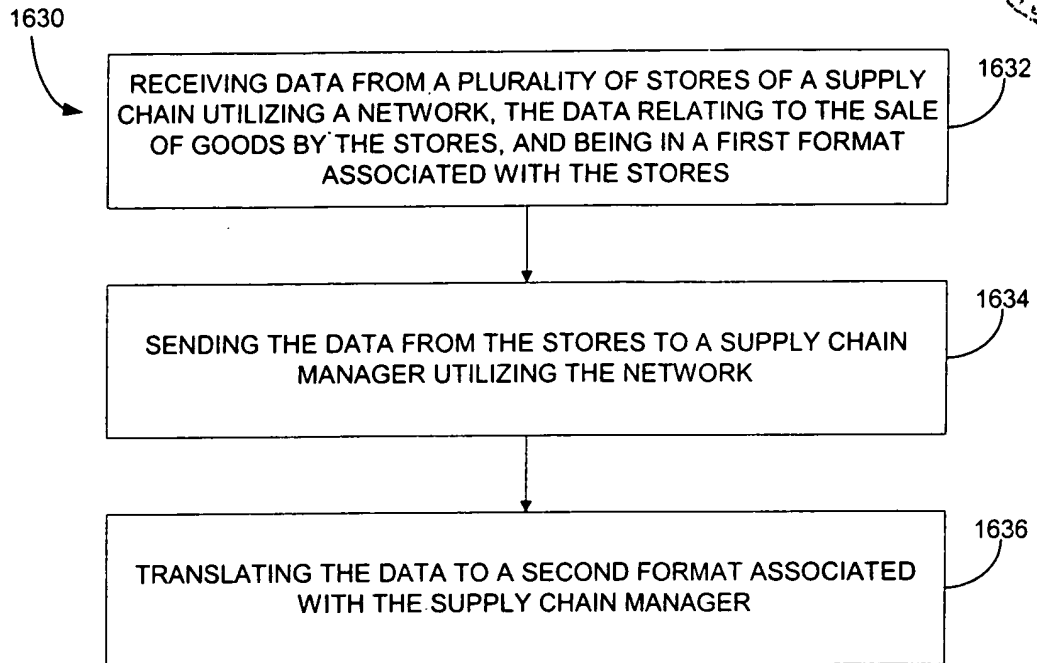 1630
RECEIVING DATA FROM A PLURALITY OF STORES OF A SUPPLY
CHAIN UTILIZING A NETWORK, THE DATA RELATING TO THE SALE
OF GOODS BY THE STORES, AND BEING IN A FIRST FORMAT
ASSOCIATED WITH THE STORES
1632
SENDING THE DATA FROM THE STORES TO A SUPPLY CHAIN
MANAGER UTILIZING THE NETWORK
1634
TRANSLATING THE DATA TO A SECOND FORMAT ASSOCIATED
WITH THE SUPPLY CHAIN MANAGER
1636